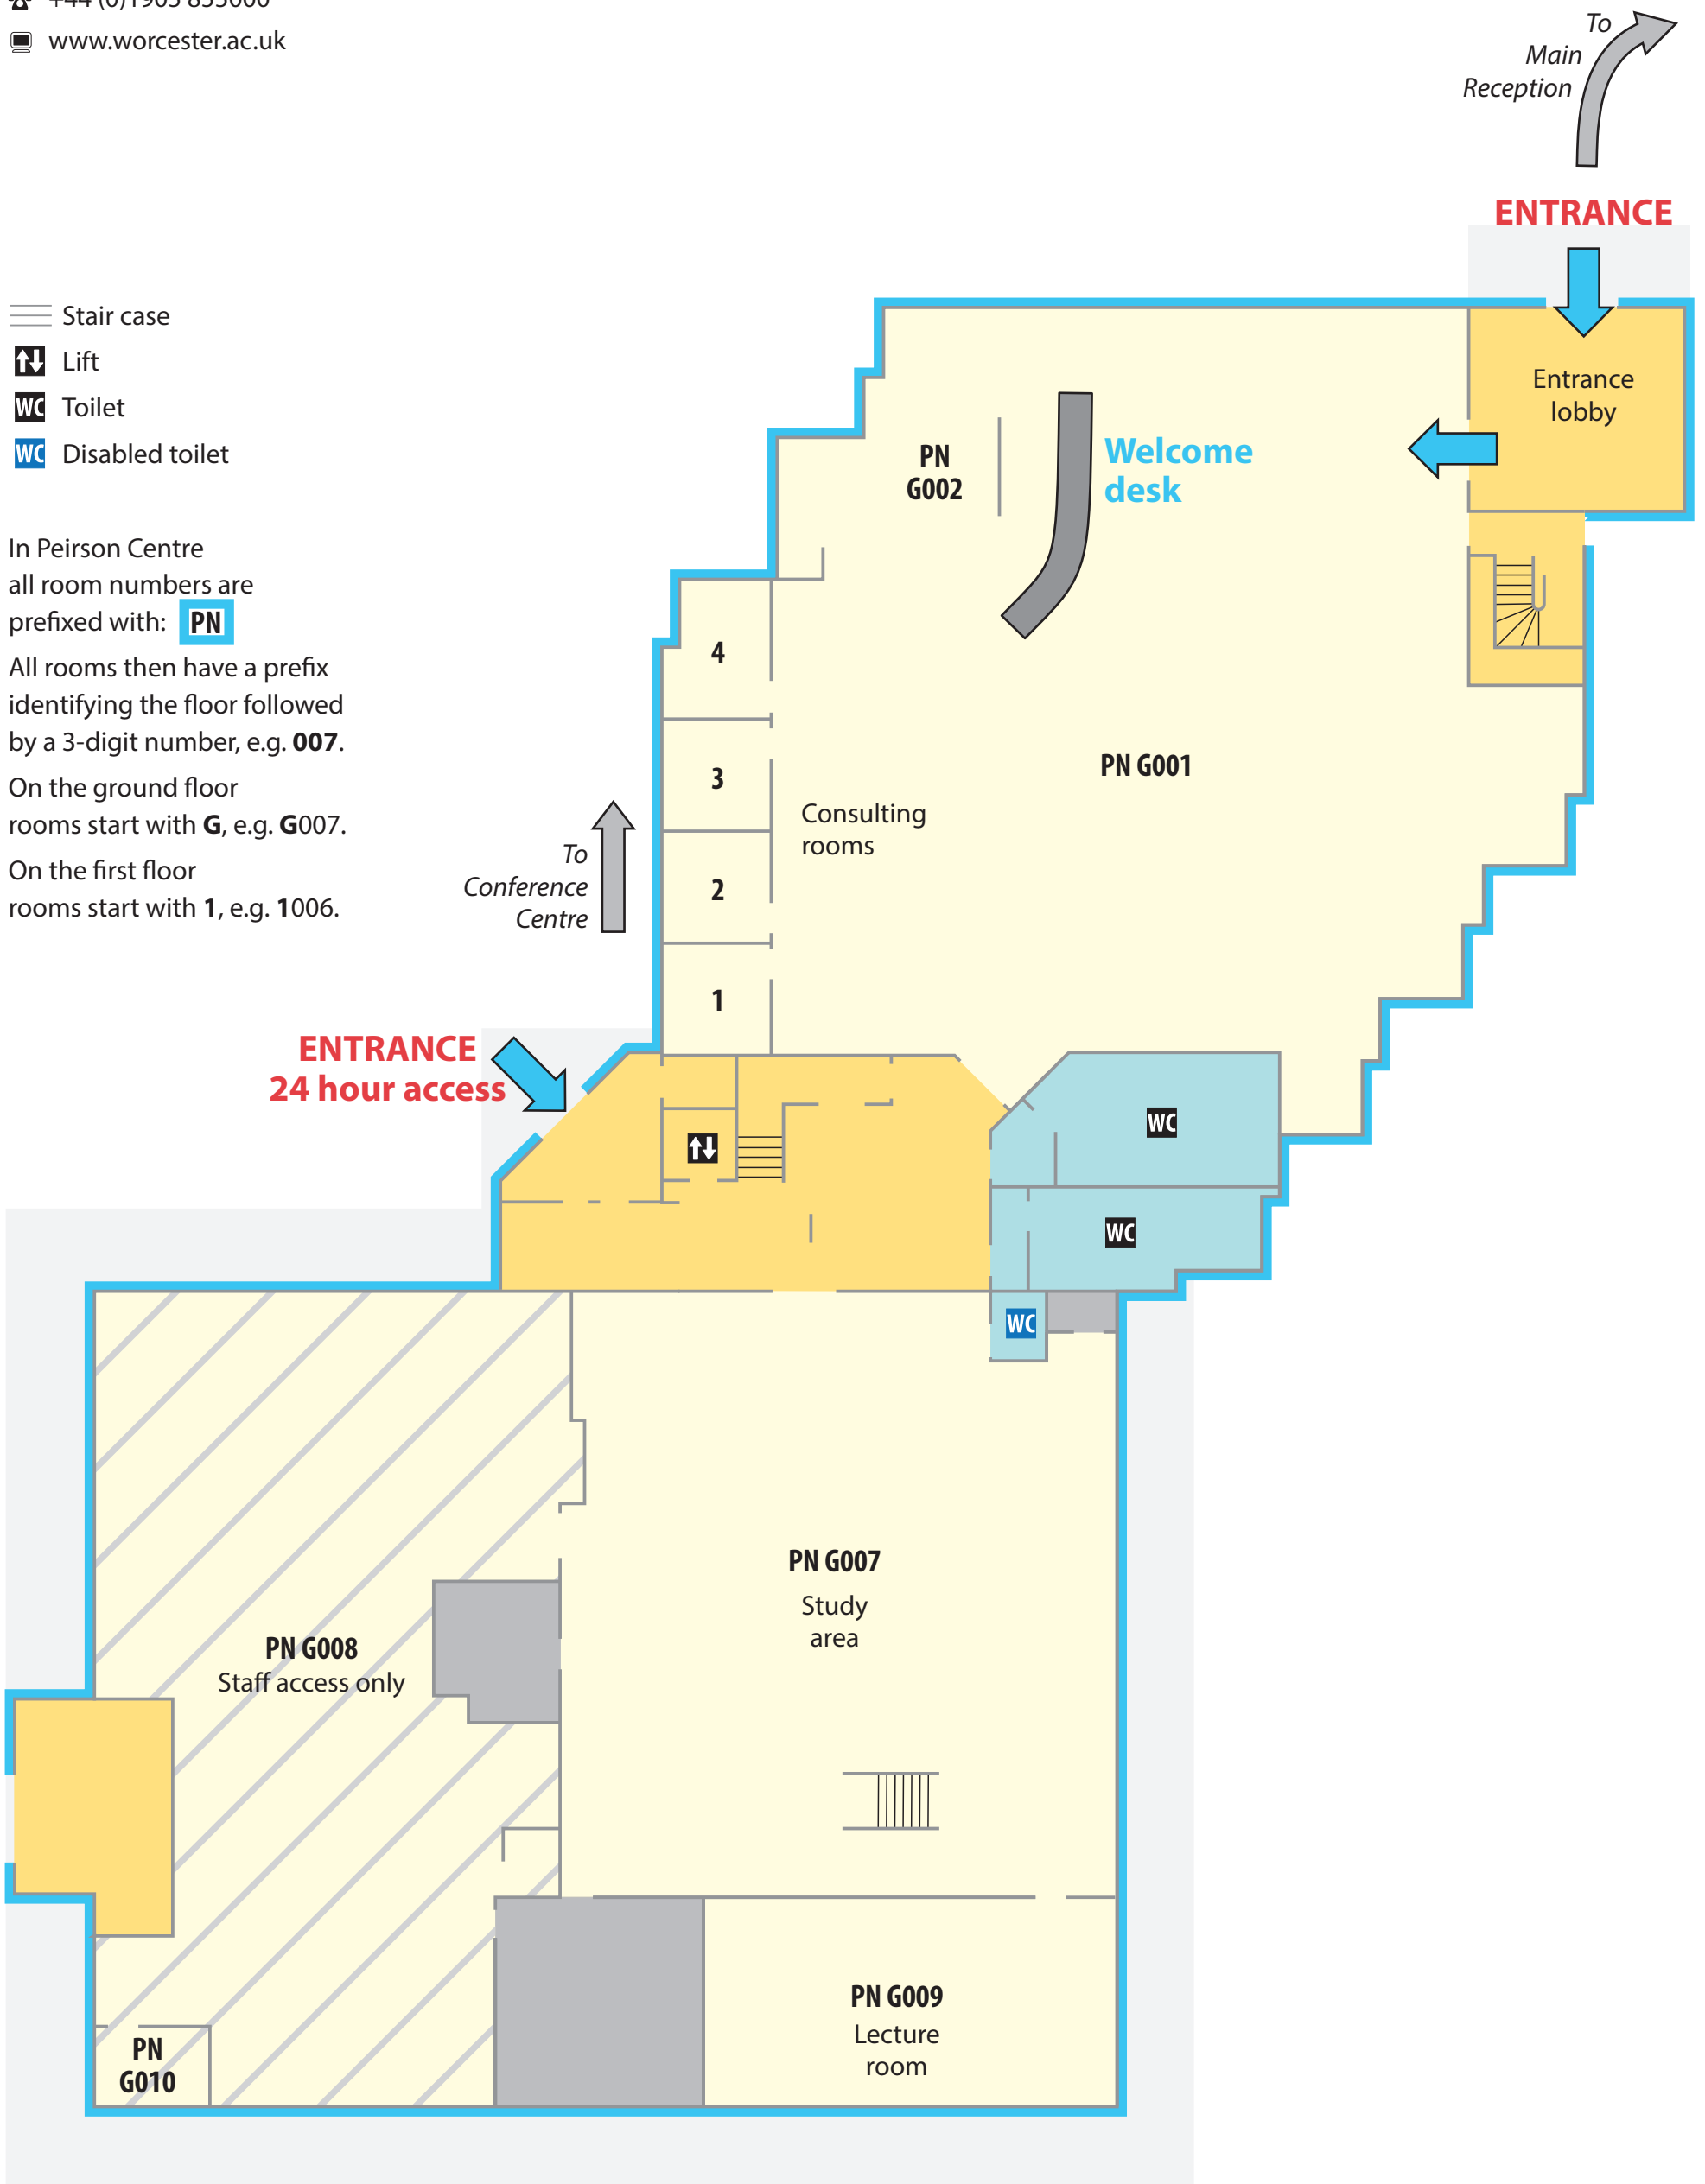 +44 (0)1905 855000
www.worcester.ac.uk
To
Main
Reception
ENTRANCE
Stair case
Lift
WC Toilet
WC Disabled toilet
In Peirson Centre
all room numbers are
prefixed with: PN
All rooms then have a prefix
identifying the floor followed
by a 3-digit number, e.g. 007.
On the ground floor
rooms start with G, e.g. G007.
On the first floor
rooms start with 1, e.g. 1006.
Entrance
lobby
PN
G002
Welcome
desk
4
3
2
1
PN G001
Consulting
rooms
To
Conference
Centre
ENTRANCE
24 hour access
WC
WC
WC
PN G007
Study
area
PN G008
Staff access only
PN G009
Lecture
room
PN
G010